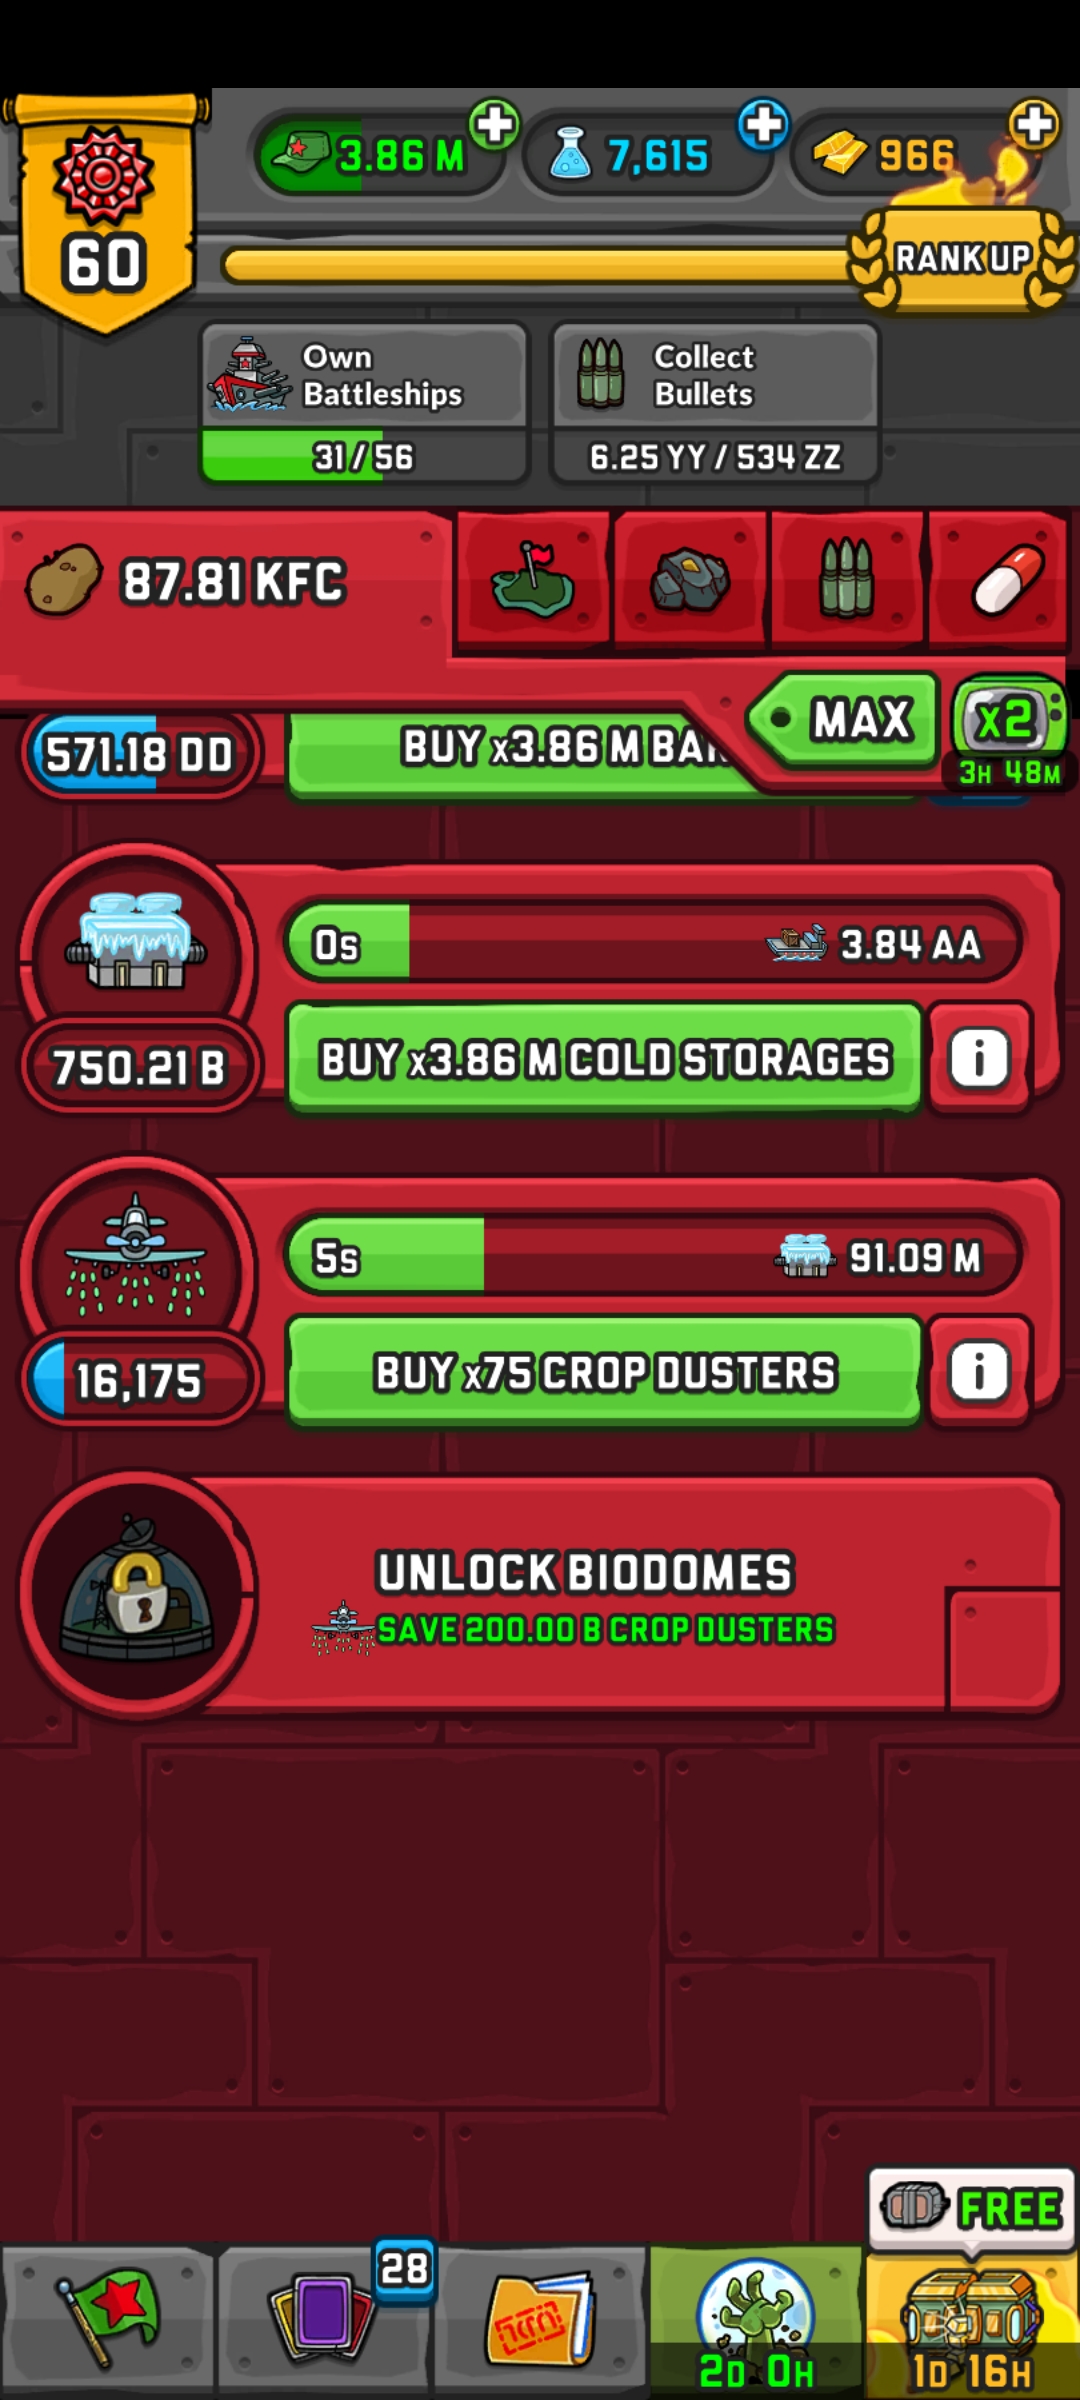 3.86 M
7,615
966
60
RANK UP
Own
Battleships
31 / 56
Collect
Bullets
6.25 YY / 534 ZZ
87.81 KFC
MAX
x2
3H 48M
571.18 DD
BUY x3.86 M
0s
3.84 AA
750.21 B
BUY x3.86 M COLD STORAGES
i
5s
91.09 M
16,175
BUY x75 CROP DUSTERS
i
UNLOCK BIODOMES
SAVE 200.00 B CROP DUSTERS
FREE
28
2D 0H
1D 16H